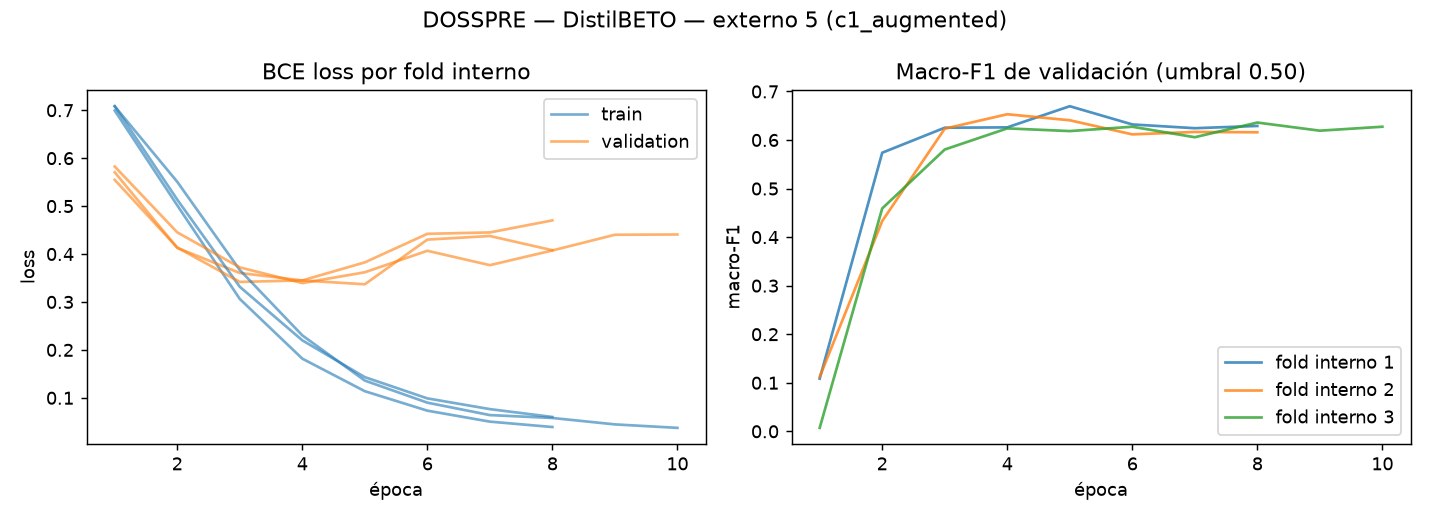 DOSSPRE — DistilBETO — externo 5 (c1_augmented)
BCE loss por fold interno
0.7
0.6
0.5
0.4
0.3
0.2
0.1
loss
train
validation
2
4
6
8
10
época
Macro-F1 de validación (umbral 0.50)
0.7
0.6
0.5
0.4
0.3
0.2
0.1
0.0
macro-F1
fold interno 1
fold interno 2
fold interno 3
2
4
6
8
10
época